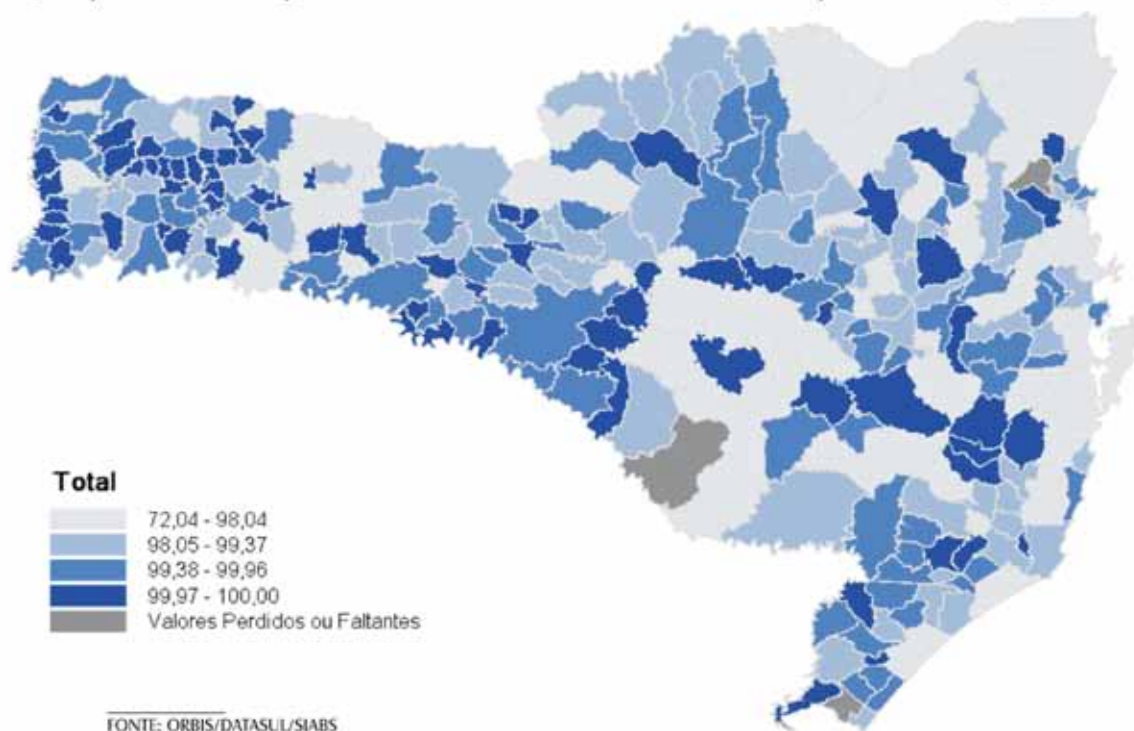 Total
72,04 - 98,04
98,05 - 99,37
99,38 - 99,96
99,97 - 100,00
Valores Perdidos ou Faltantes
FONTE: ORBIS/DATASUL/SIABS